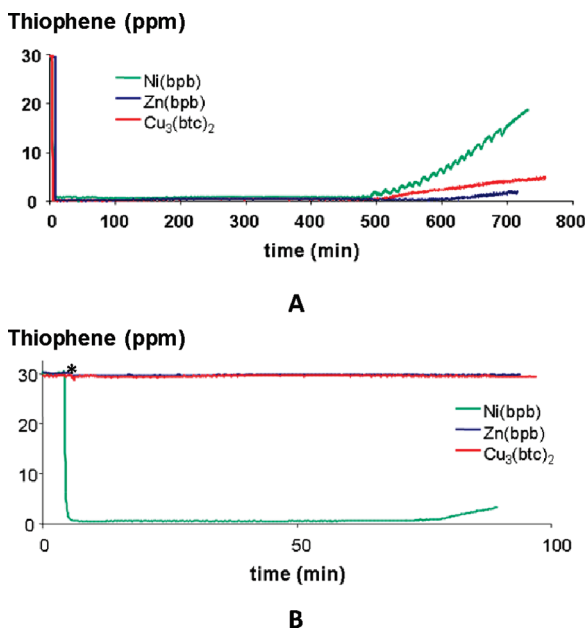 Thiophene (ppm)
30
20
10
0
Ni(bpb)
Zn(bpb)
Cu₃(btc)₂
0 100 200 300 400 500 600 700 800
time (min)
A
Thiophene (ppm)
30
20
10
0
*
Ni(bpb)
Zn(bpb)
Cu₃(btc)₂
0 50 100
time (min)
B